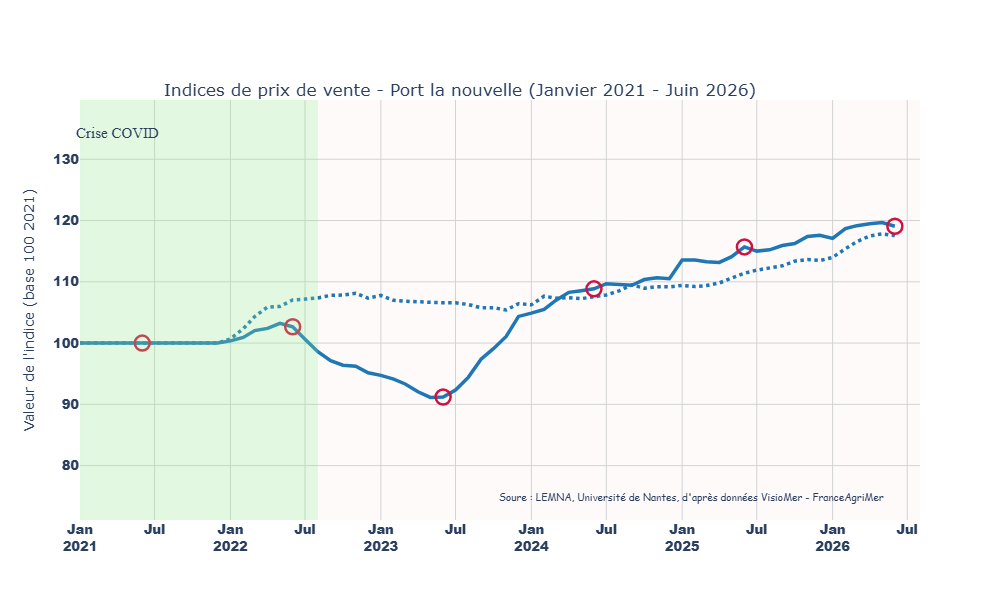 Indices de prix de vente - Port la nouvelle (Janvier 2021 - Juin 2026)
Crise COVID
130
120
110
100
90
80
Valeur de l'indice (base 100 2021)
Soure : LEMNA, Université de Nantes, d'après données VisioMer - FranceAgriMer
Jan Jul Jan Jul Jan Jul Jan Jul Jan Jul Jan Jul
2021 2022 2023 2024 2025 2026